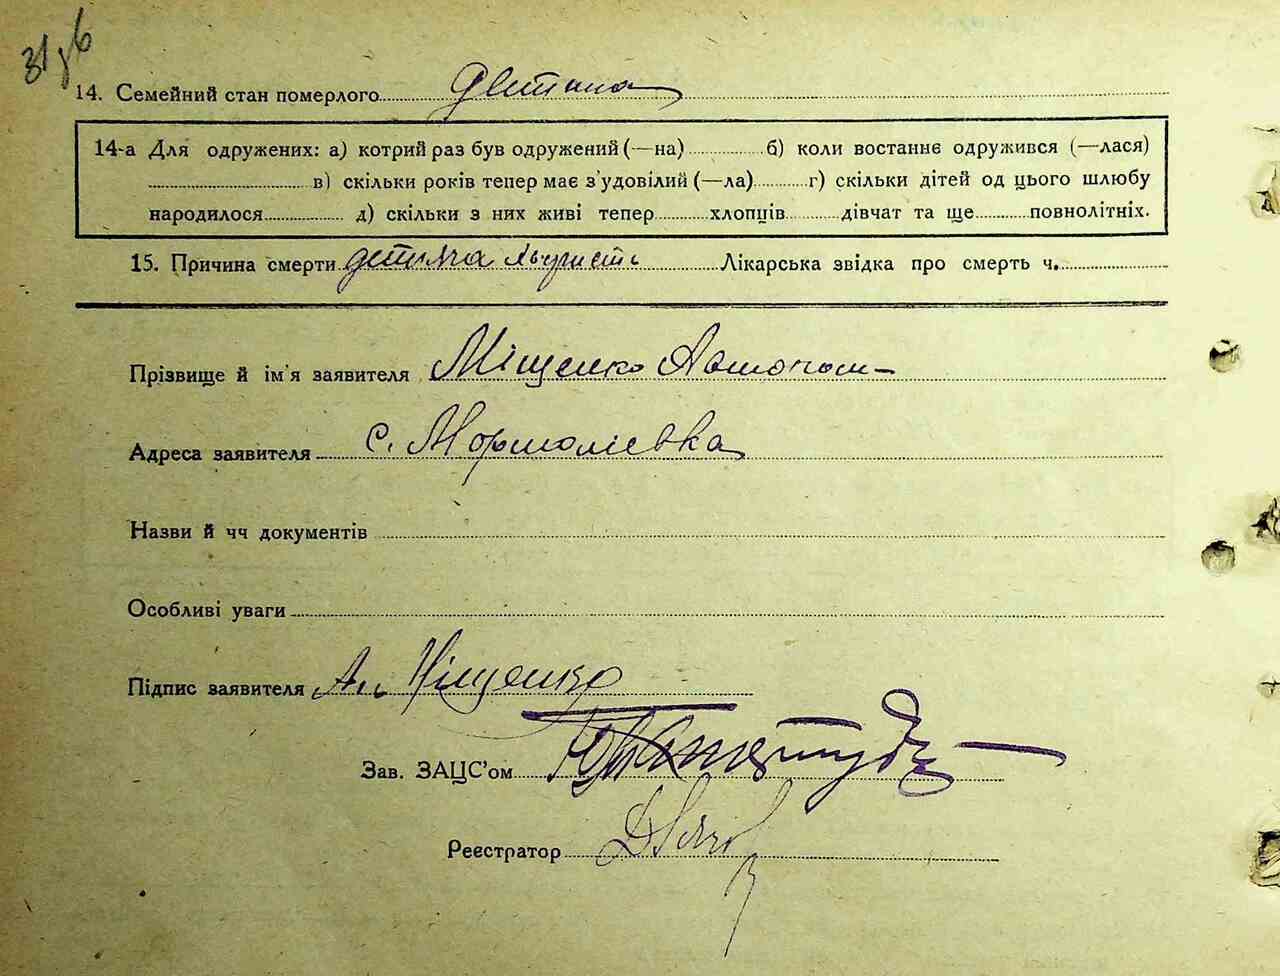 31 зв
14. Семейний стан померлого Дитина
14-а Для одружених: а) котрий раз був одружений (—на) б) коли востаннє одружився (—лася)
в) скільки років тепер має з'удовілий (—ла) г) скільки дітей од цього шлюбу
народилося д) скільки з них живі тепер хлопців дівчат та ще повнолітніх.
15. Причина смерти дитяча Лікарська звідка про смерть ч.
Прізвище й ім'я заявителя Міщенко
Адреса заявителя с.
Назви й чч документів
Особливі уваги
Підпис заявителя Міщенко
Зав. ЗАЦС'ом
Реєстратор